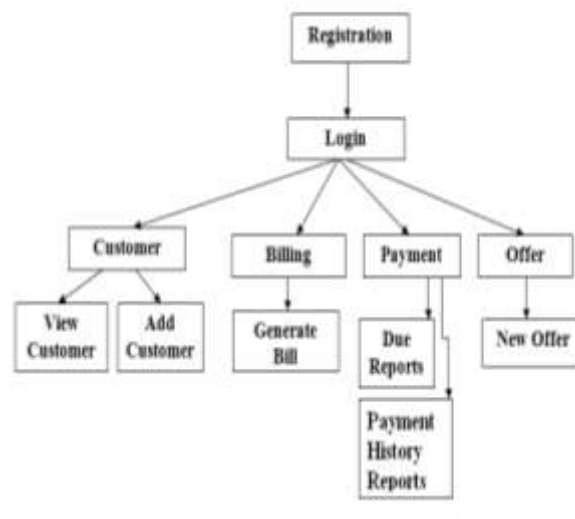 Registration
Login
Customer
Billing
Payment
Offer
View
Customer
Add
Customer
Generate
Bill
Due
Reports
New Offer
Payment
History
Reports